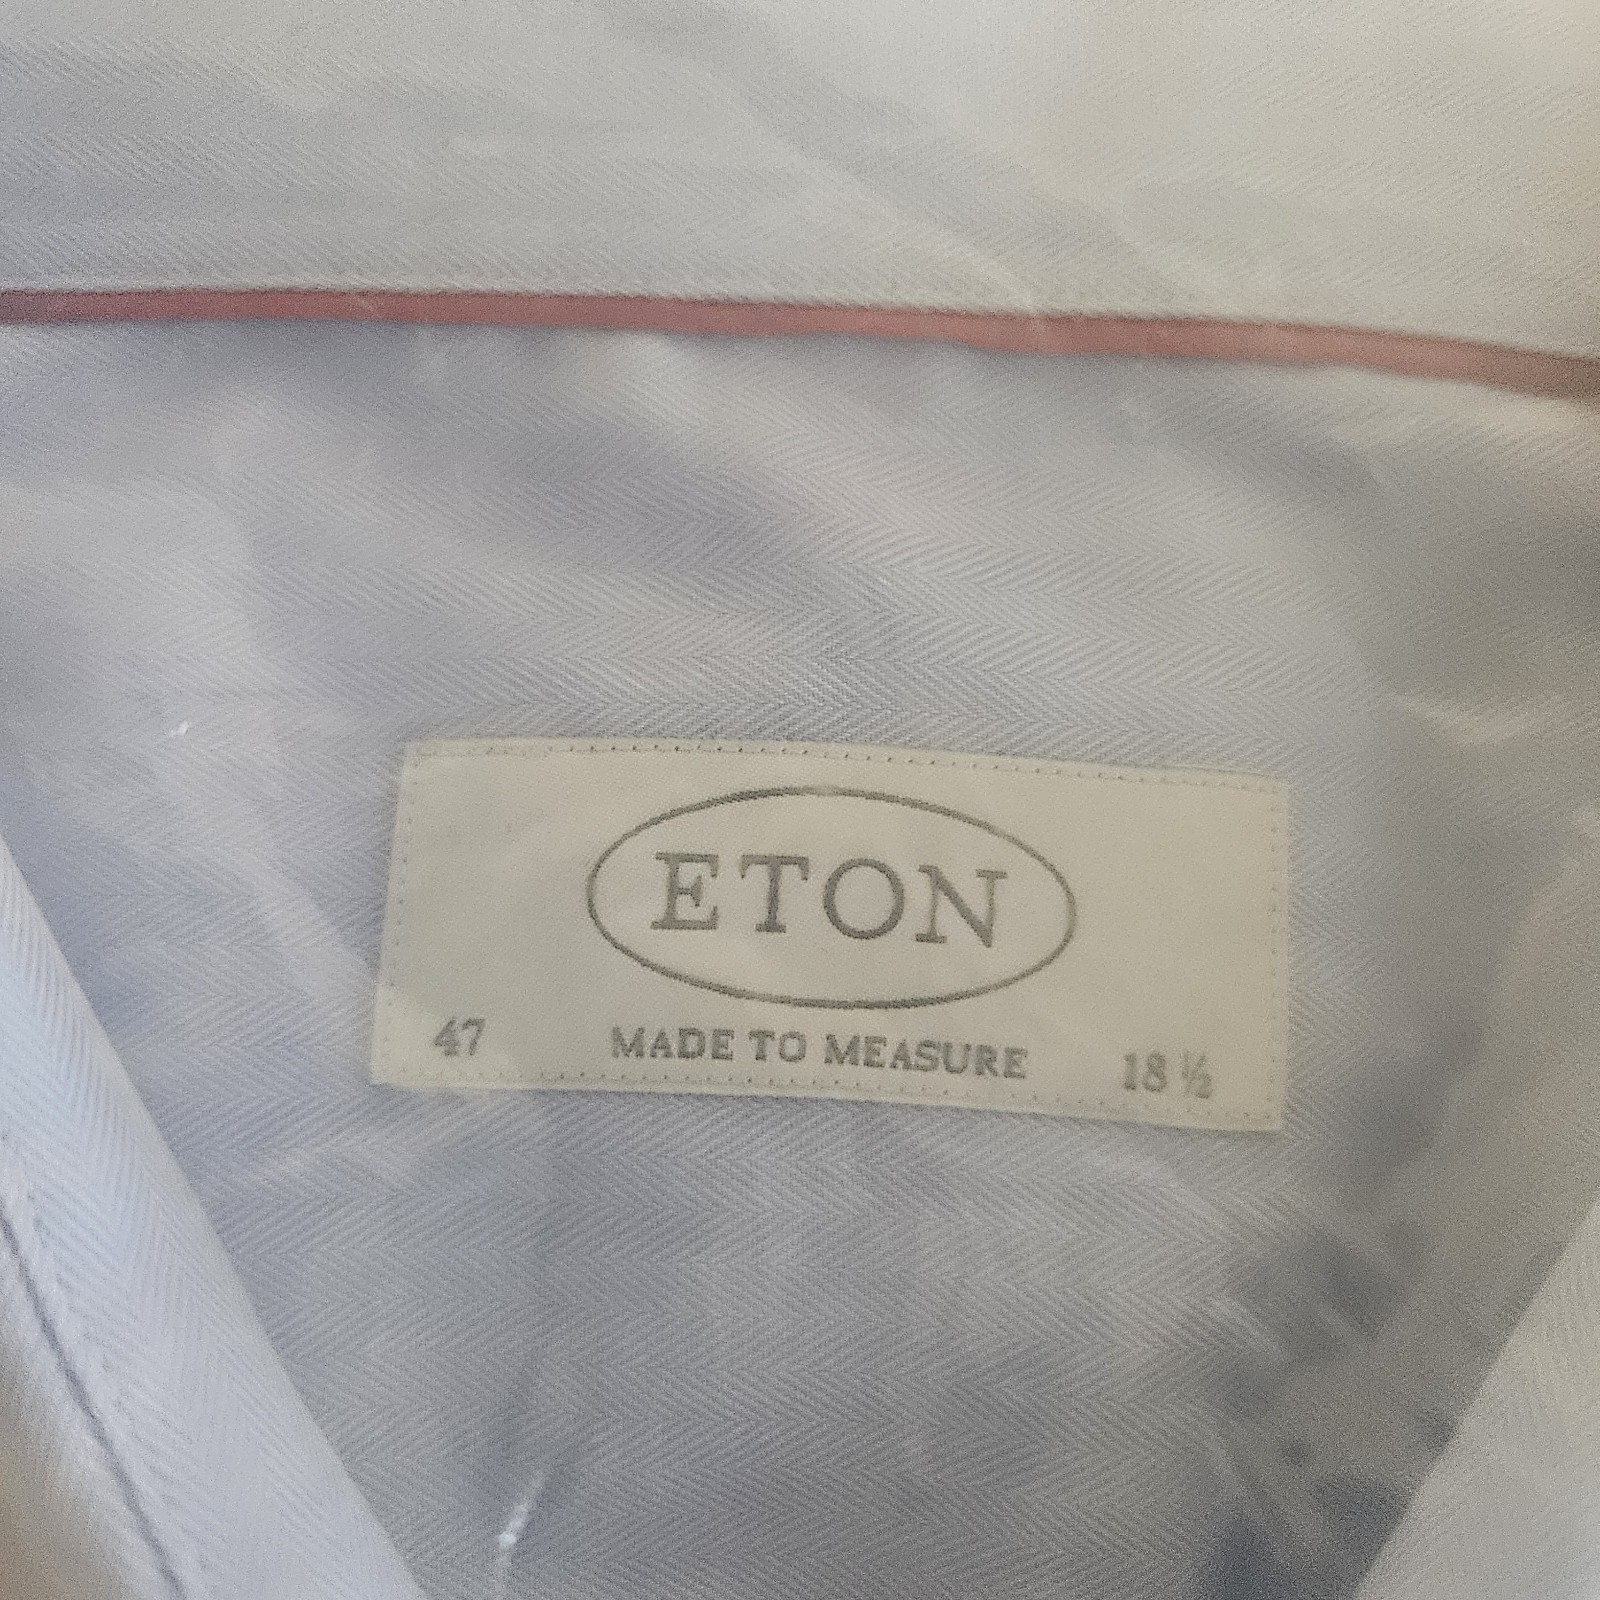 ETON
47 MADE TO MEASURE 18 ½